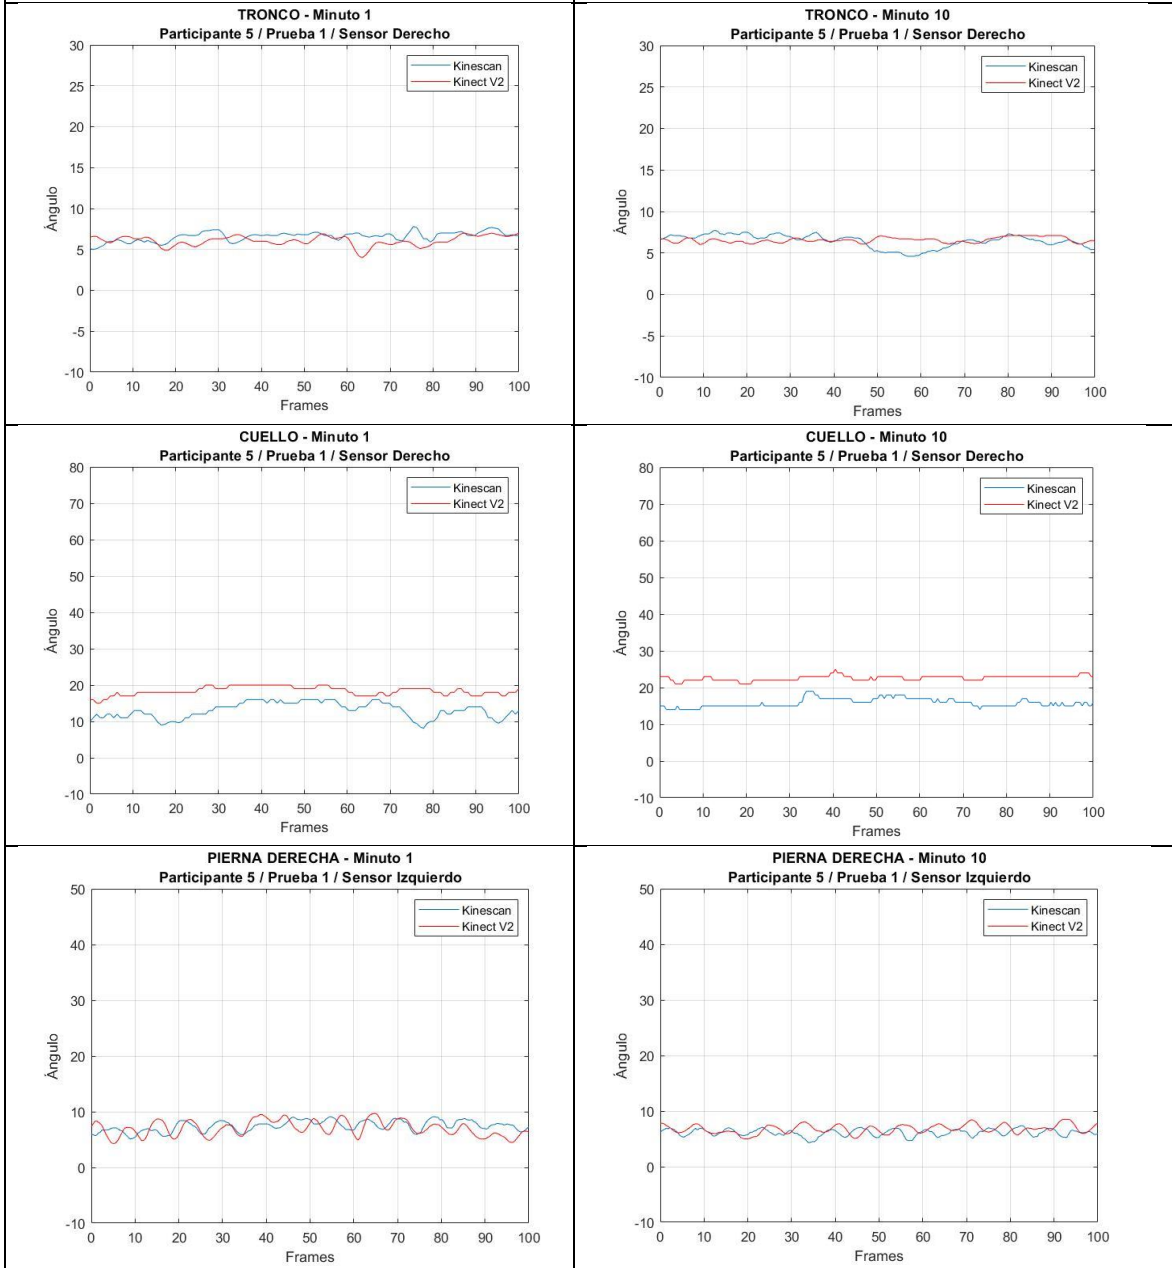 TRONCO - Minuto 1
Participante 5 / Prueba 1 / Sensor Derecho
30
25
20
15
10
5
0
-5
-10
Ángulo
Kinescan
Kinect V2
0 10 20 30 40 50 60 70 80 90 100
Frames
TRONCO - Minuto 10
Participante 5 / Prueba 1 / Sensor Derecho
30
25
20
15
10
5
0
-5
-10
Ángulo
Kinescan
Kinect V2
0 10 20 30 40 50 60 70 80 90 100
Frames
CUELLO - Minuto 1
Participante 5 / Prueba 1 / Sensor Derecho
80
70
60
50
40
30
20
10
0
-10
Ángulo
Kinescan
Kinect V2
0 10 20 30 40 50 60 70 80 90 100
Frames
CUELLO - Minuto 10
Participante 5 / Prueba 1 / Sensor Derecho
80
70
60
50
40
30
20
10
0
-10
Ángulo
Kinescan
Kinect V2
0 10 20 30 40 50 60 70 80 90 100
Frames
PIERNA DERECHA - Minuto 1
Participante 5 / Prueba 1 / Sensor Izquierdo
50
40
30
20
10
0
-10
Ángulo
Kinescan
Kinect V2
0 10 20 30 40 50 60 70 80 90 100
Frames
PIERNA DERECHA - Minuto 10
Participante 5 / Prueba 1 / Sensor Izquierdo
50
40
30
20
10
0
-10
Ángulo
Kinescan
Kinect V2
0 10 20 30 40 50 60 70 80 90 100
Frames